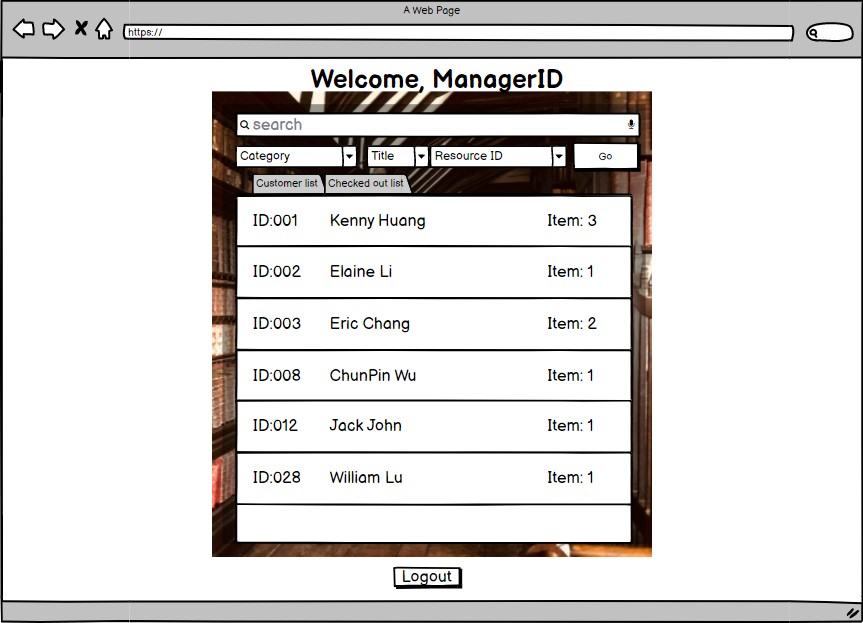 A Web Page
https://
Welcome, ManagerID
search
Category Title Resource ID Go
Customer list Checked out list
ID:001 Kenny Huang Item: 3
ID:002 Elaine Li Item: 1
ID:003 Eric Chang Item: 2
ID:008 ChunPin Wu Item: 1
ID:012 Jack John Item: 1
ID:028 William Lu Item: 1
Logout